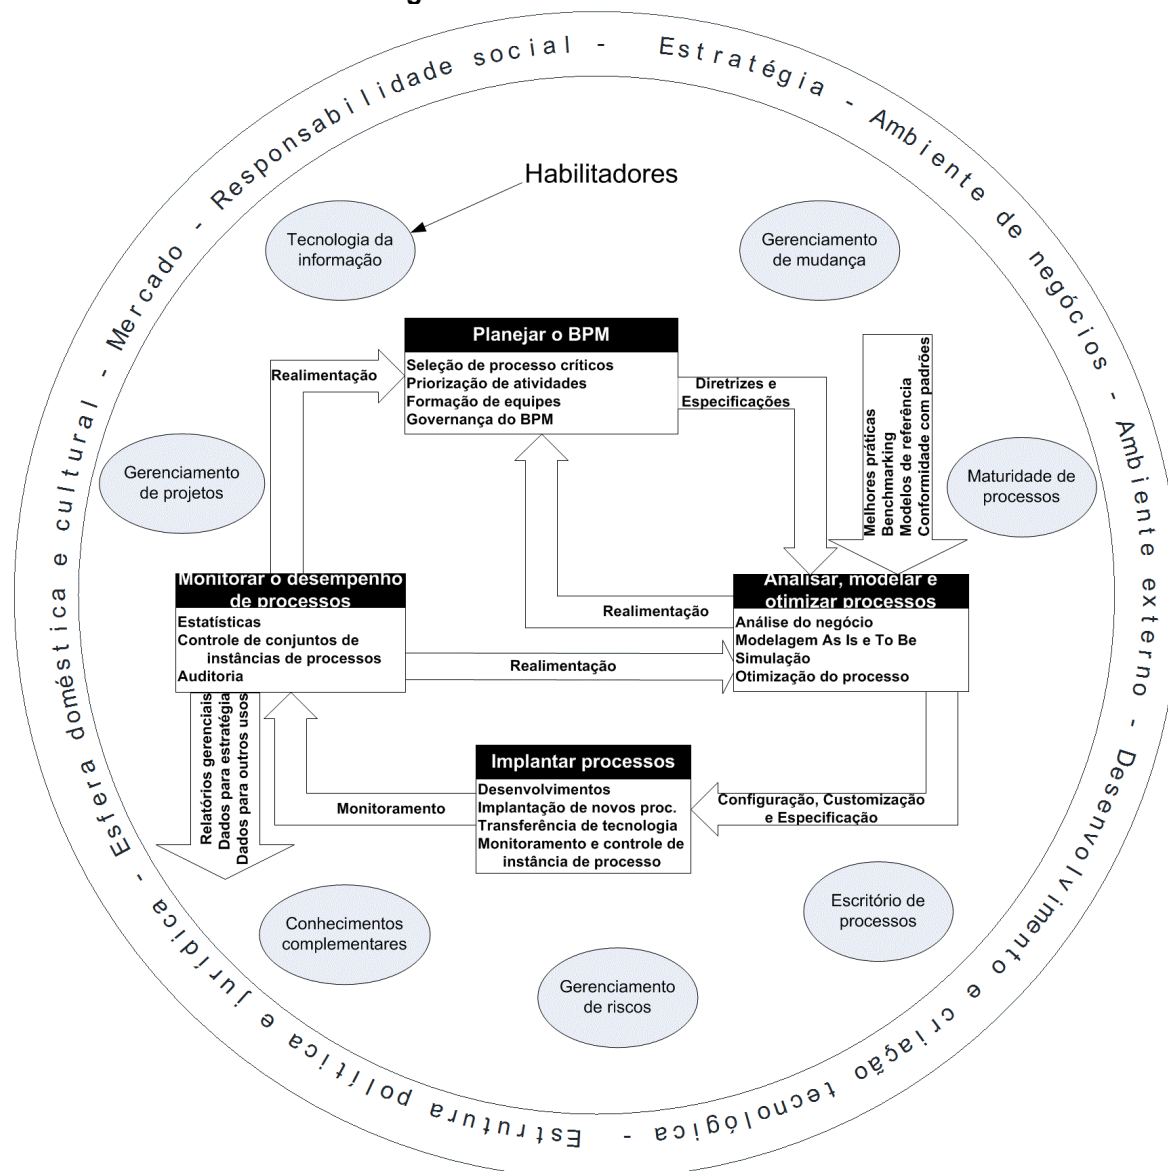 Responsabilidade social - Estratégia - Ambiente de negócios - Ambiente externo - Desenvolvimento e criação tecnológica - Estrutura política e jurídica - Esfera doméstica e cultural - Mercado -
Habilitadores
Tecnologia da
informação
Gerenciamento
de mudança
Planejar o BPM
Seleção de processo críticos
Priorização de atividades
Formação de equipes
Governança do BPM
Realimentação
Diretrizes e
Especificações
Melhores práticas
Benchmarking
Modelos de referência
Conformidade com padrões
Gerenciamento
de projetos
Maturidade de
processos
Monitorar o desempenho
de processos
Estatísticas
Controle de conjuntos de
instâncias de processos
Auditoria
Realimentação
Realimentação
Analisar, modelar e
otimizar processos
Análise do negócio
Modelagem As Is e To Be
Simulação
Otimização do processo
Relatórios gerenciais
Dados para estratégia
Dados para outros usos
Monitoramento
Implantar processos
Desenvolvimentos
Implantação de novos proc.
Transferência de tecnologia
Monitoramento e controle de
instância de processo
Configuração, Customização
e Especificação
Conhecimentos
complementares
Gerenciamento
de riscos
Escritório de
processos